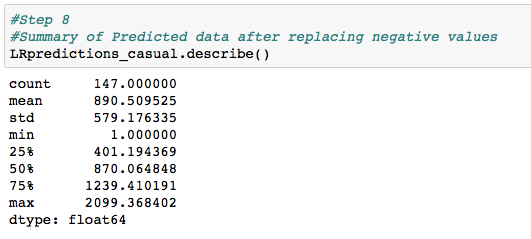 #Step 8
#Summary of Predicted data after replacing negative values
LRpredictions_casual.describe()
count 147.000000
mean 890.509525
std 579.176335
min 1.000000
25% 401.194369
50% 870.064848
75% 1239.410191
max 2099.368402
dtype: float64